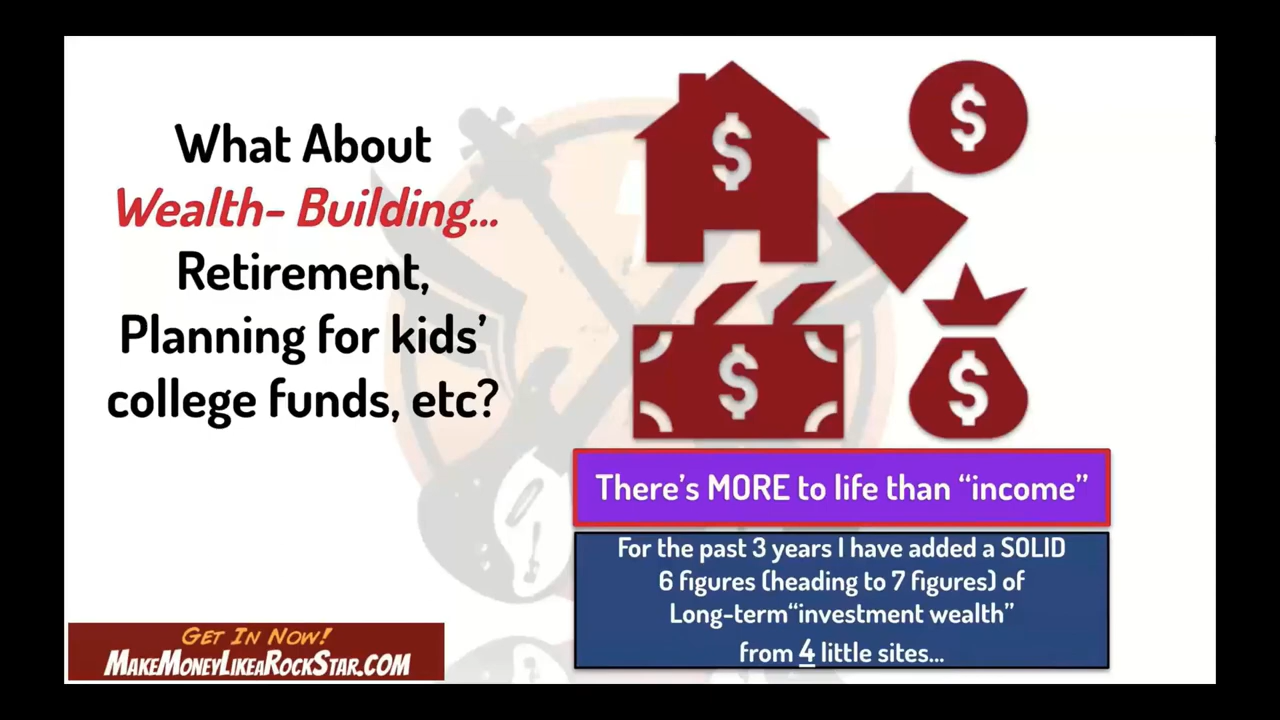 What About
Wealth- Building...
Retirement,
Planning for kids’
college funds, etc?
$
$
$
$
There’s MORE to life than “income”
For the past 3 years I have added a SOLID
6 figures (heading to 7 figures) of
Long-term“investment wealth”
from 4 little sites...
Get In Now!
MakeMoneyLikeaRockStar.com